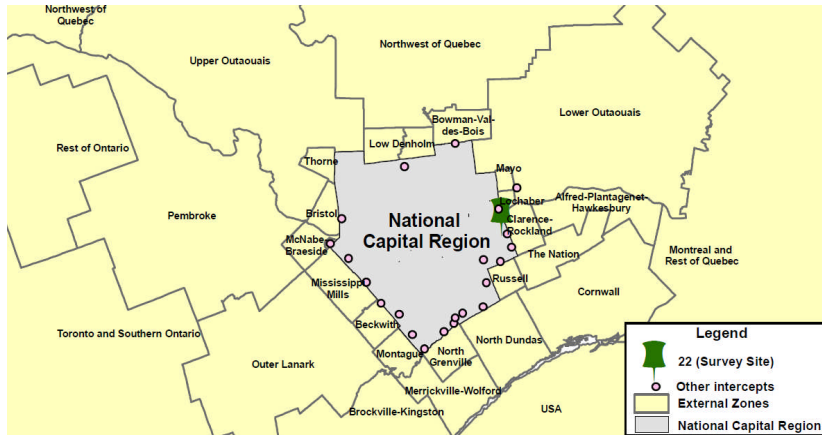 Northwest of
Quebec
Northwest of Quebec
Upper Outaouais
Bowman-Val-
des-Bois
Lower Outaouais
Low Denholm
Rest of Ontario
Thorne
Mayo
Lochaber
Alfred-Plantagenet-
Hawkesbury
Pembroke
Bristol
National
Capital Region
Clarence-
Rockland
McNabe-
Braeside
The Nation
Montreal and
Rest of Quebec
Mississippi
Mills
Russell
Cornwall
Toronto and Southern Ontario
Beckwith
North Dundas
Outer Lanark
Montague
North
Grenville
Merrickville-Wolford
Brockville-Kingston
USA
Legend
22 (Survey Site)
Other intercepts
External Zones
National Capital Region